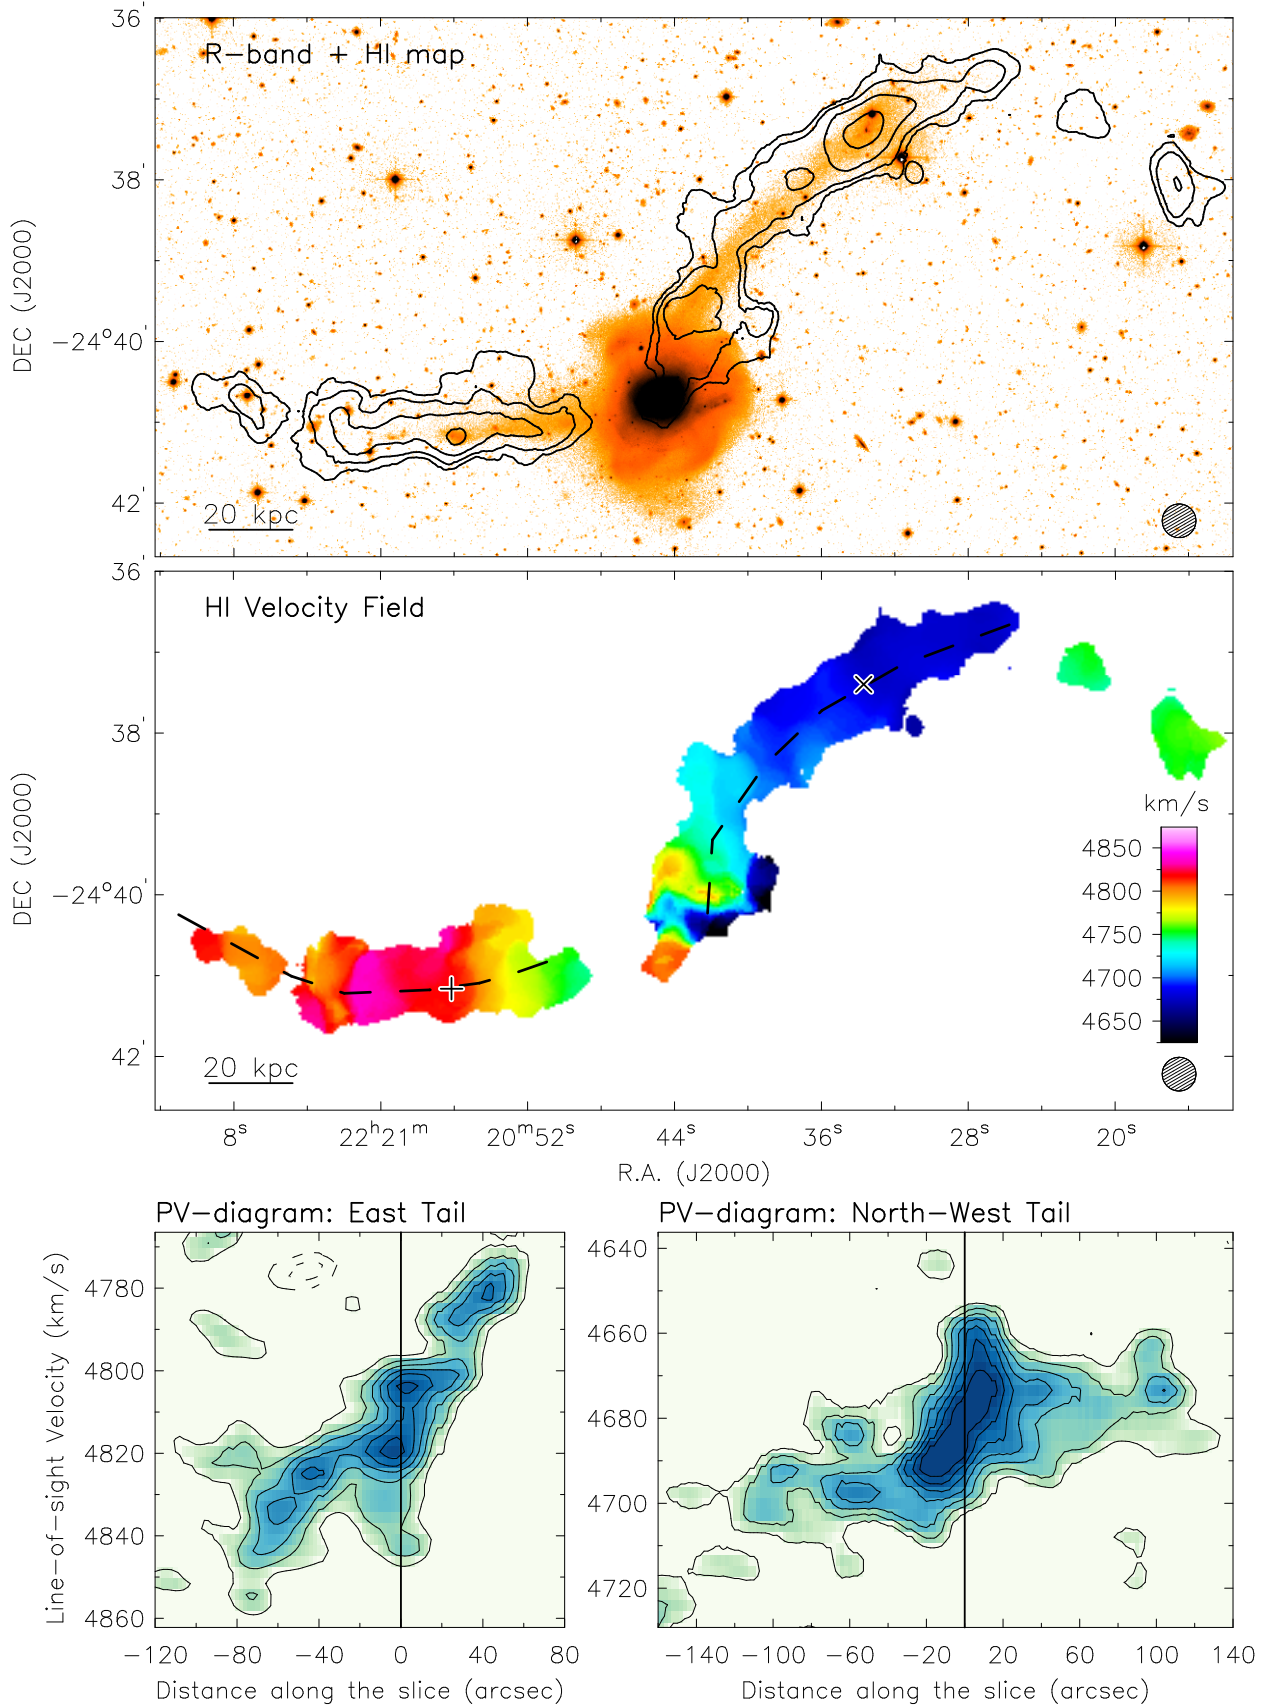 R-band + HI map
36'
38'
-24°40'
42'
DEC (J2000)
20 kpc
HI Velocity Field
36'
38'
-24°40'
42'
DEC (J2000)
km/s
4850
4800
4750
4700
4650
20 kpc
8s 22h21m 20m52s 44s 36s 28s 20s
R.A. (J2000)
PV-diagram: East Tail
4780
4800
4820
4840
4860
Line-of-sight Velocity (km/s)
-120 -80 -40 0 40 80
Distance along the slice (arcsec)
PV-diagram: North-West Tail
4640
4660
4680
4700
4720
-140 -100 -60 -20 20 60 100 140
Distance along the slice (arcsec)